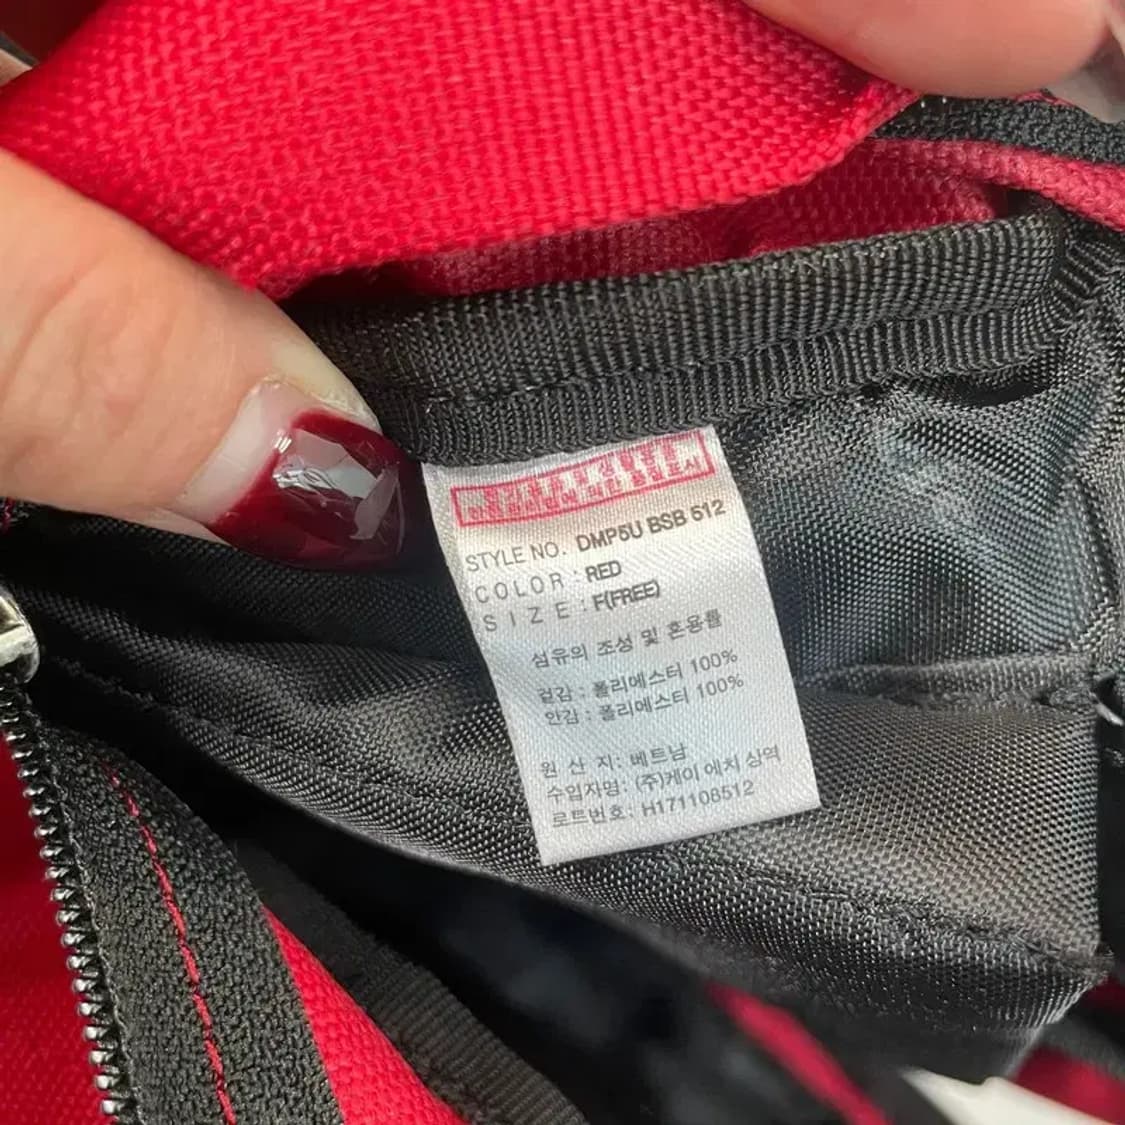 STYLE NO. DMP5U BSB 512
COLOR : RED
SIZE : F(FREE)
섬유의 조성 및 혼용률
겉감 : 폴리에스터 100%
안감 : 폴리에스터 100%
원 산 지: 베트남
수입자명: (주)케이 에치 상역
로트번호: H171108512